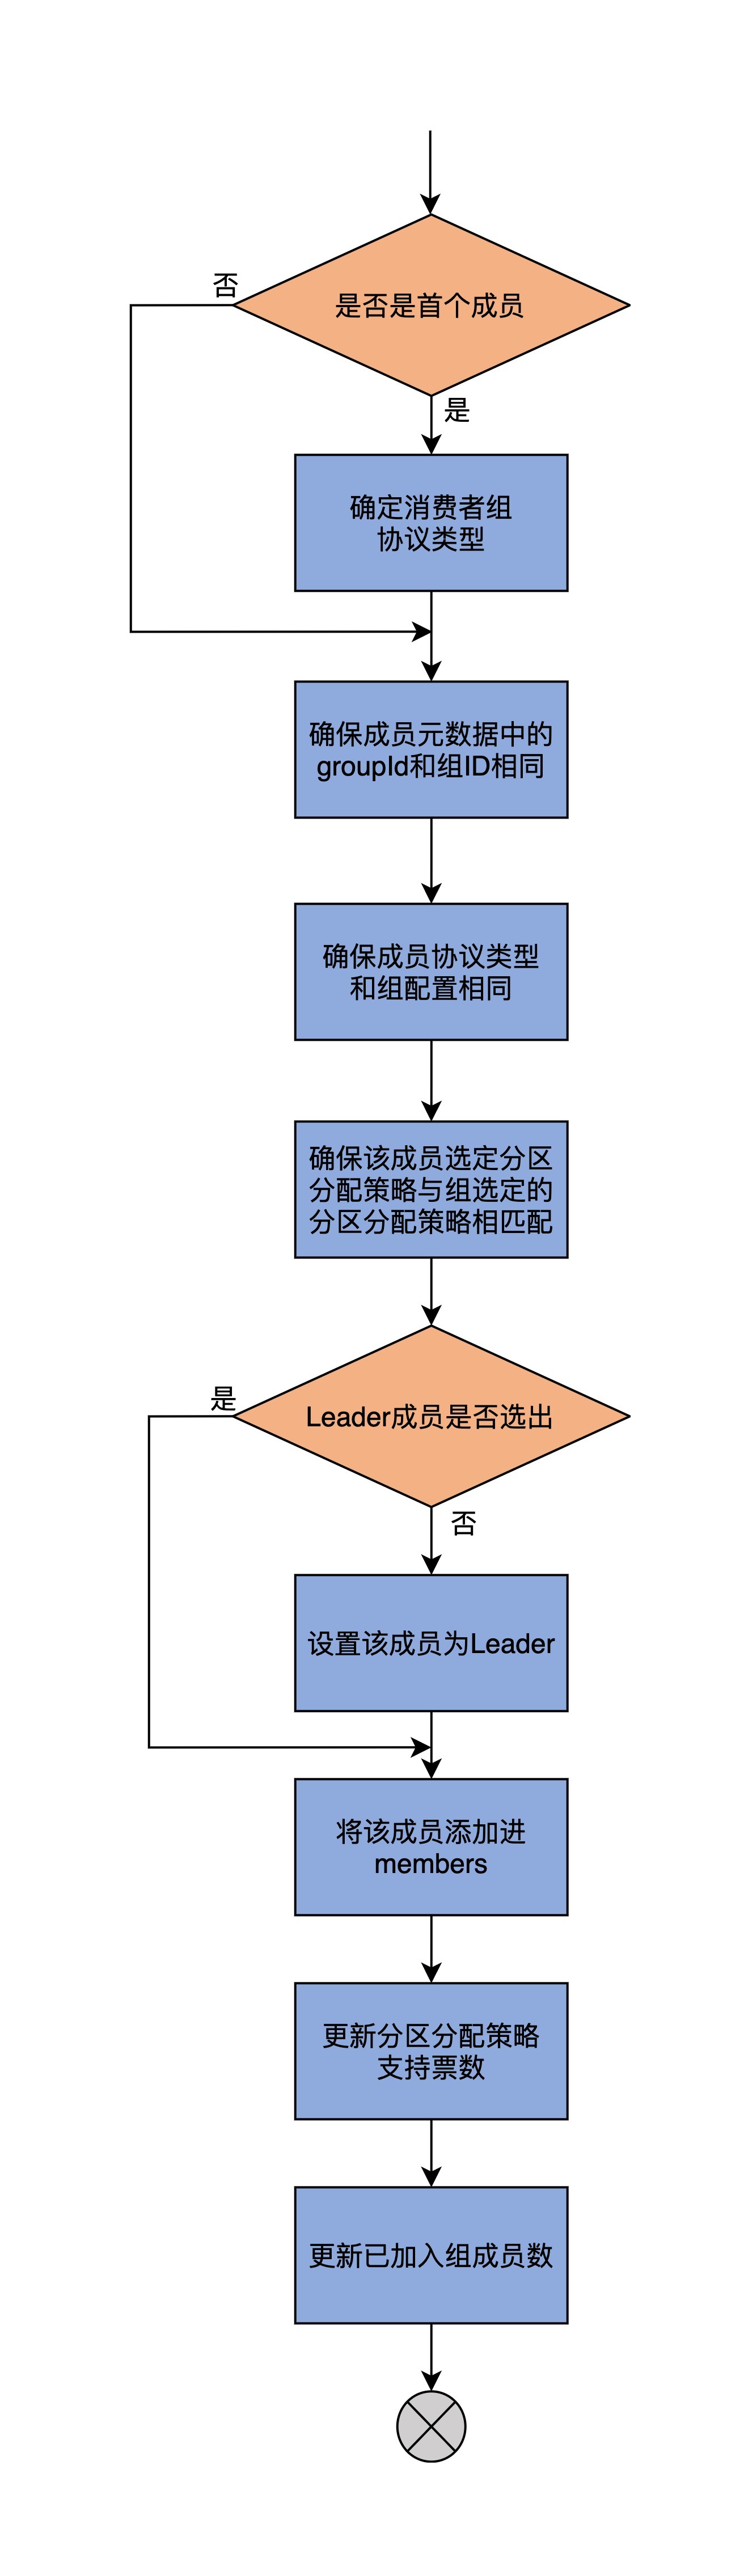 否
是否是首个成员
是
确定消费者组
协议类型
确保成员元数据中的
groupId和组ID相同
确保成员协议类型
和组配置相同
确保该成员选定分区
分配策略与组选定的
分区分配策略相匹配
是
Leader成员是否选出
否
设置该成员为Leader
将该成员添加进
members
更新分区分配策略
支持票数
更新已加入组成员数